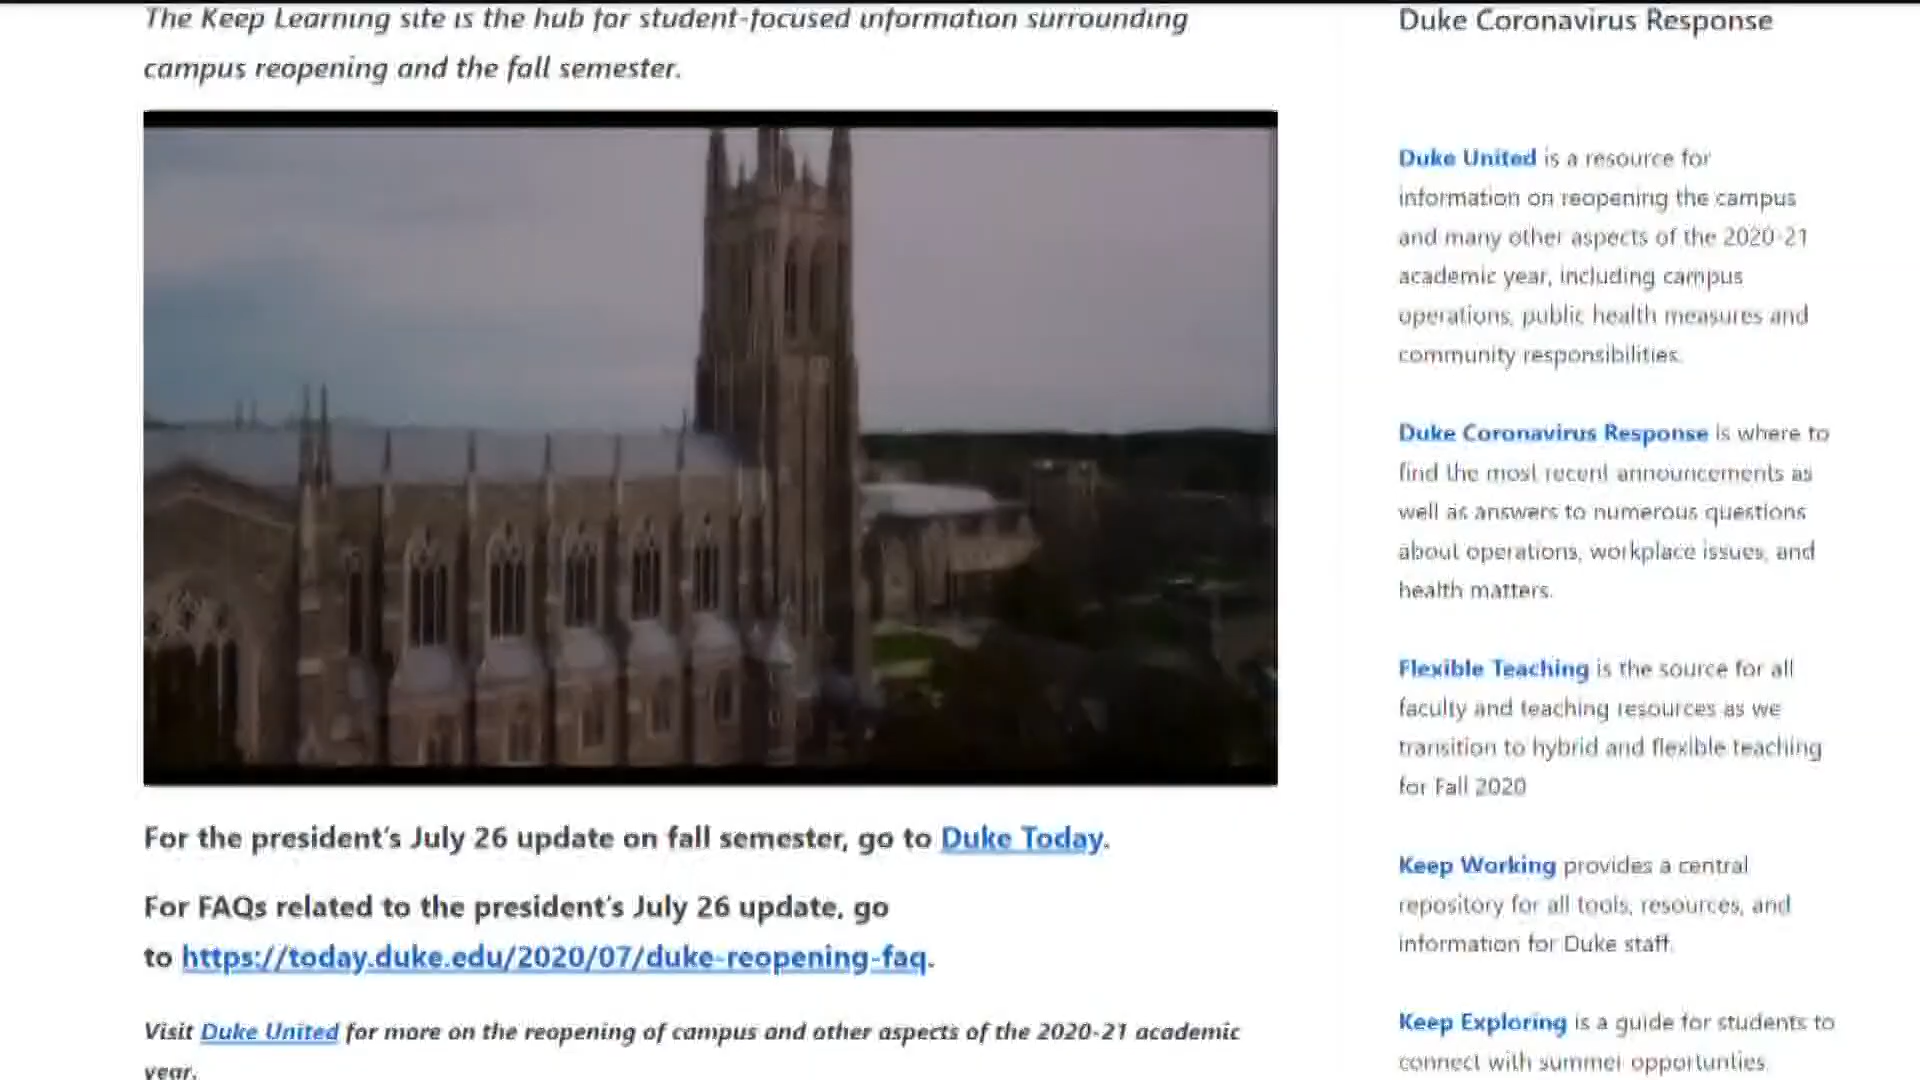 The Keep Learning site is the hub for student-focused information surrounding
campus reopening and the fall semester.
For the president's July 26 update on fall semester, go to Duke Today.
For FAQs related to the president's July 26 update, go
to https://today.duke.edu/2020/07/duke-reopening-faq.
Visit Duke United for more on the reopening of campus and other aspects of the 2020-21 academic
year.
Duke Coronavirus Response
Duke United is a resource for
information on reopening the campus
and many other aspects of the 2020-21
academic year, including campus
operations, public health measures and
community responsibilities.
Duke Coronavirus Response is where to
find the most recent announcements as
well as answers to numerous questions
about operations, workplace issues, and
health matters.
Flexible Teaching is the source for all
faculty and teaching resources as we
transition to hybrid and flexible teaching
for Fall 2020
Keep Working provides a central
repository for all tools, resources, and
information for Duke staff.
Keep Exploring is a guide for students to
connect with summer opportunties.